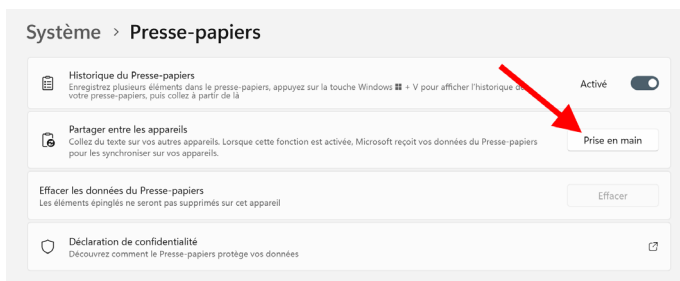 Système > Presse-papiers
Historique du Presse-papiers
Enregistrez plusieurs éléments dans le presse-papiers, appuyez sur la touche Windows + V pour afficher l'historique
Activé
votre presse-papiers, puis collez à partir de là
Partager entre les appareils
Collez du texte sur vos autres appareils. Lorsque cette fonction est activée, Microsoft reçoit vos données du Presse-papiers
Prise en main
pour les synchroniser sur vos appareils.
Effacer les données du Presse-papiers
Les éléments épinglés ne seront pas supprimés sur cet appareil
Effacer
Déclaration de confidentialité
Découvrez comment le Presse-papiers protège vos données